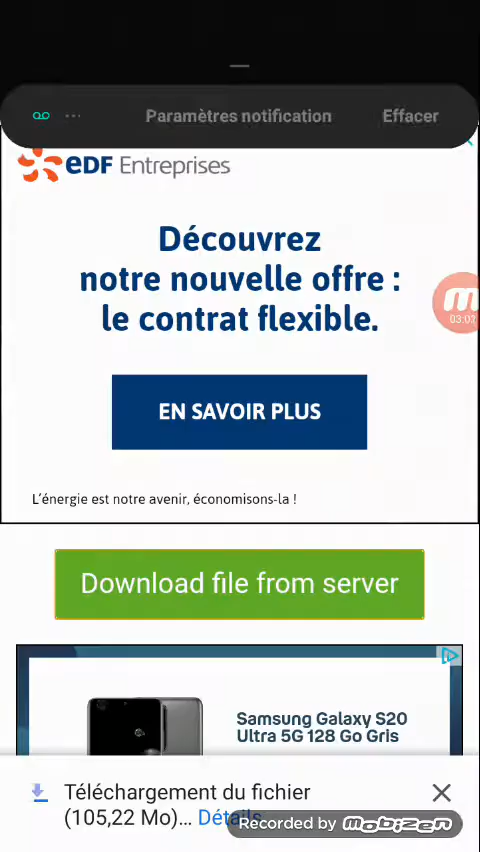 Paramètres notification
Effacer
eDF Entreprises
Découvrez
notre nouvelle offre :
le contrat flexible.
EN SAVOIR PLUS
L'énergie est notre avenir, économisons-la !
Download file from server
Samsung Galaxy S20
Ultra 5G 128 Go Gris
Téléchargement du fichier
(105,22 Mo)... Détails
Recorded by mobizen